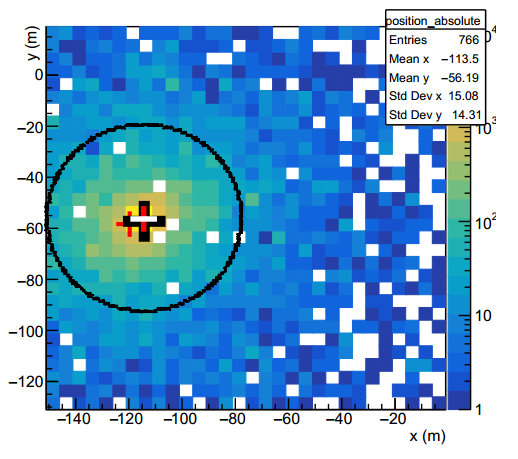 position_absolute
Entries 766
Mean x −113.5
Mean y −56.19
Std Dev x 15.08
Std Dev y 14.31
y (m)
0
−20
−40
−60
−80
−100
−120
−140 −120 −100 −80 −60 −40 −20
x (m)
0⁴
10³
10²
10
1